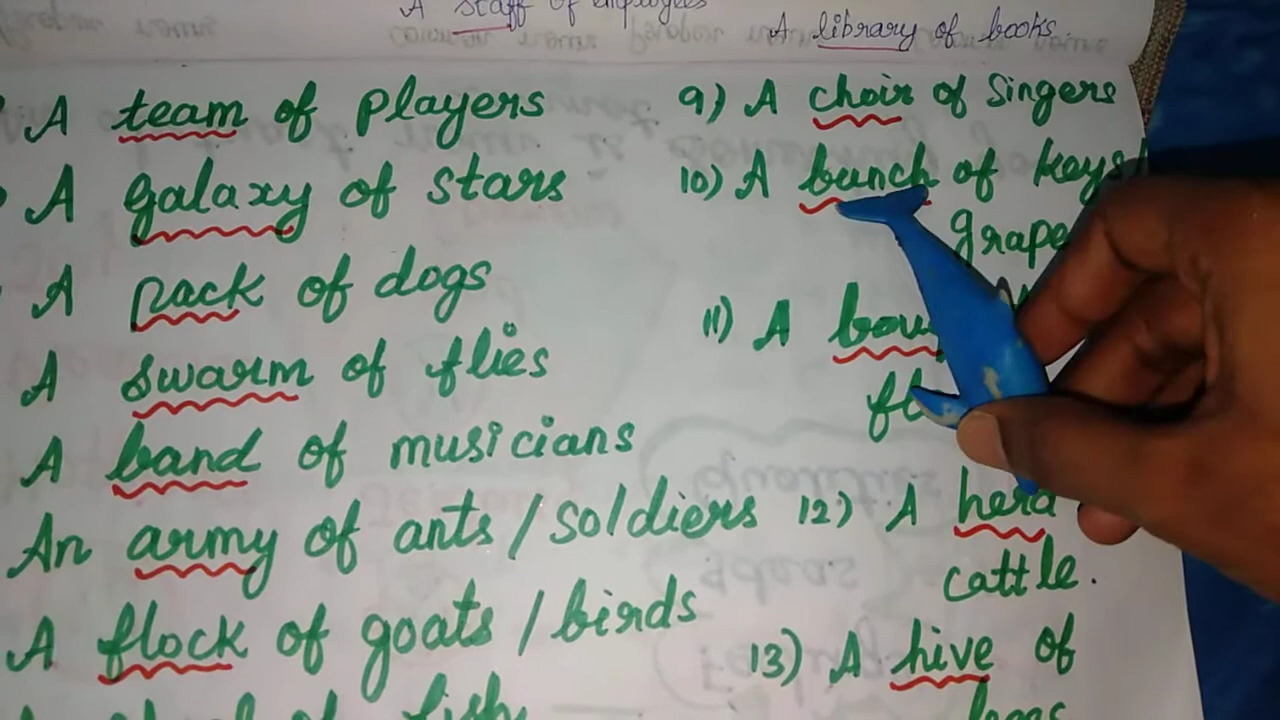 A staff of employees
A library of books.
A team of players
A galaxy of stars
A pack of dogs
A swarm of flies
A band of musicians
An army of ants / soldiers
A flock of goats / birds
of fish
9) A choir of singers
10) A bunch of keys
11) A
12) A herd
cattle.
13) A hive of